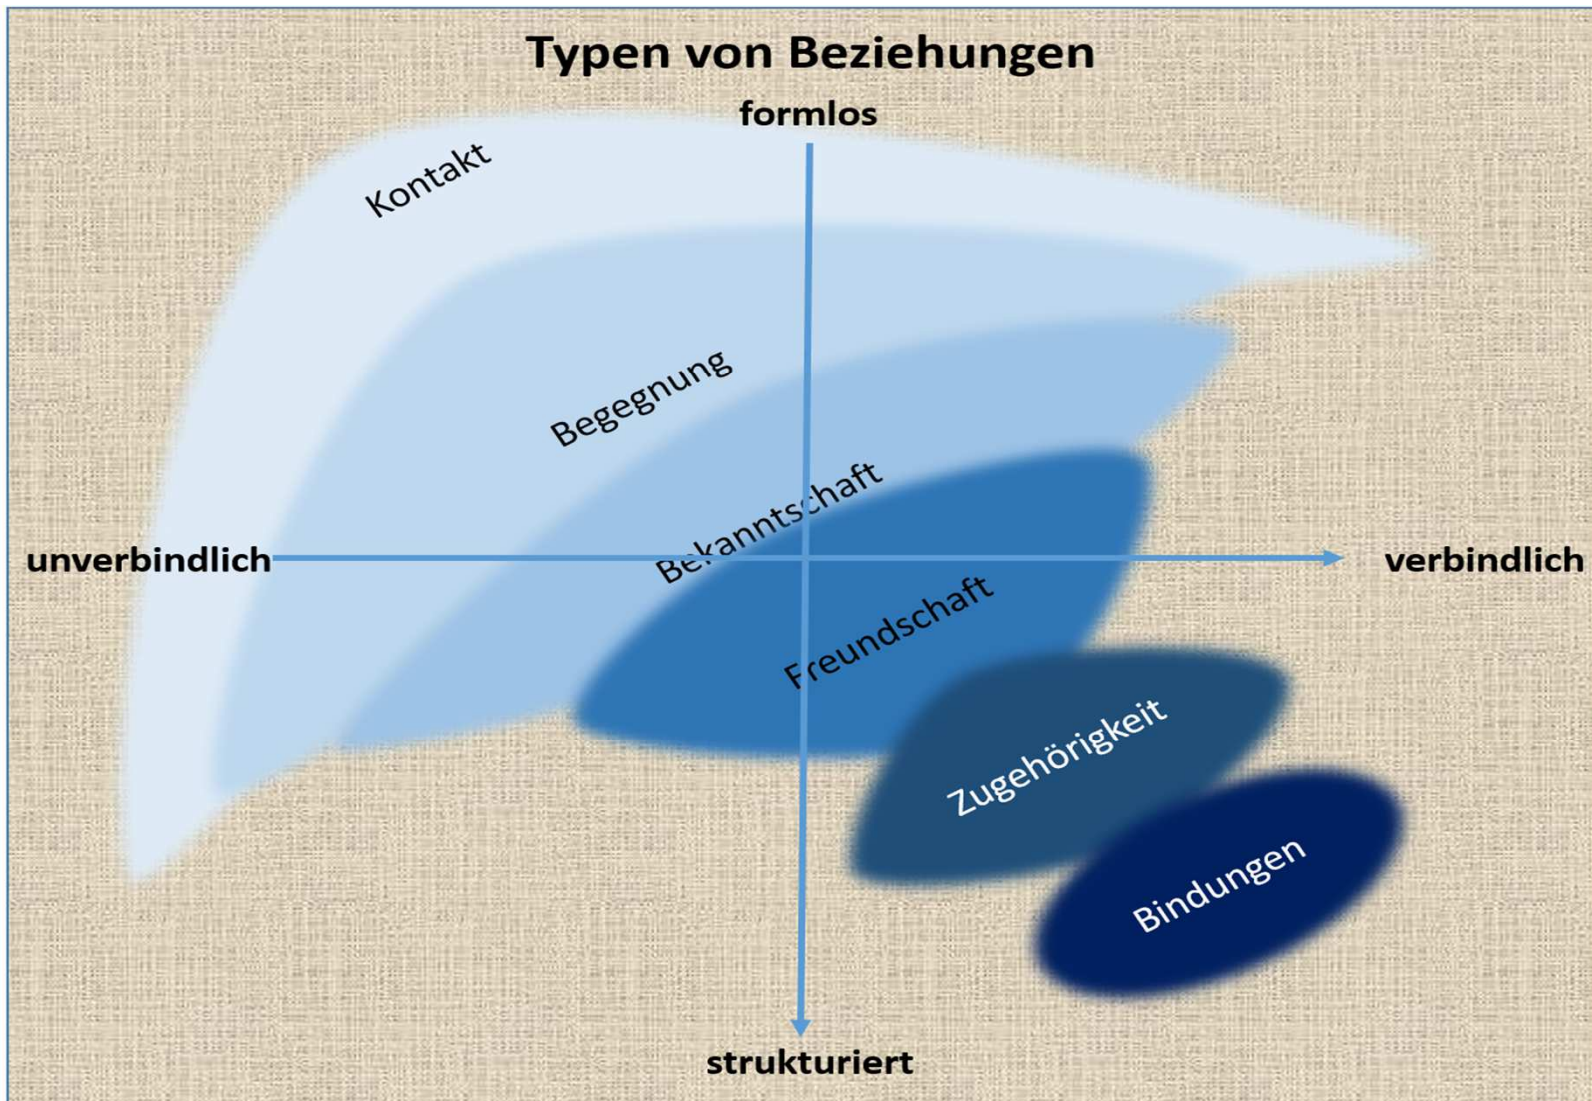 Typen von Beziehungen
formlos
Kontakt
Begegnung
Bekanntschaft
unverbindlich
verbindlich
Freundschaft
Zugehörigkeit
Bindungen
strukturiert